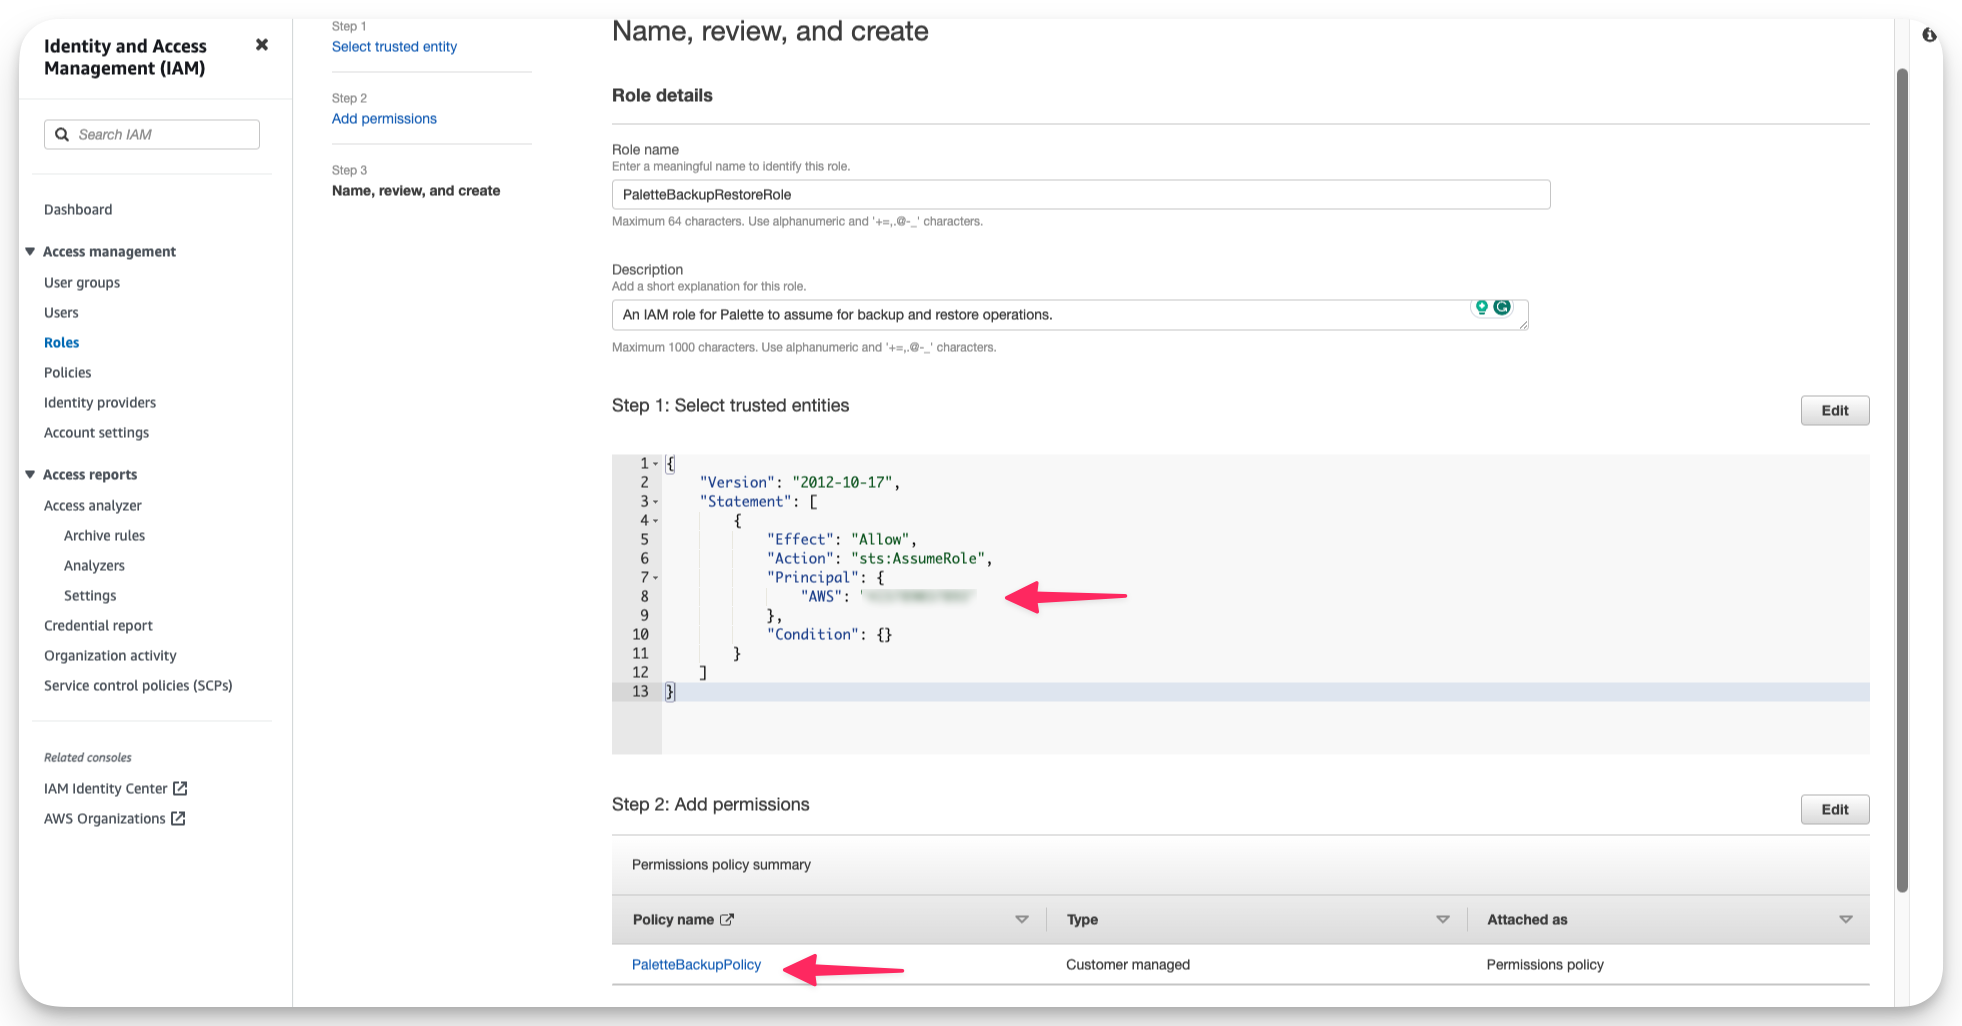 Identity and Access
Management (IAM)
Search IAM
Dashboard
Access management
User groups
Users
Roles
Policies
Identity providers
Account settings
Access reports
Access analyzer
Archive rules
Analyzers
Settings
Credential report
Organization activity
Service control policies (SCPs)
Related consoles
IAM Identity Center
AWS Organizations
Step 1
Select trusted entity
Step 2
Add permissions
Step 3
Name, review, and create
Name, review, and create
Role details
Role name
Enter a meaningful name to identify this role.
PaletteBackupRestoreRole
Maximum 64 characters. Use alphanumeric and '+=,.@-_' characters.
Description
Add a short explanation for this role.
An IAM role for Palette to assume for backup and restore operations.
Maximum 1000 characters. Use alphanumeric and '+=,.@-_' characters.
Step 1: Select trusted entities
Edit
1 {
2 "Version": "2012-10-17",
3 "Statement": [
4 {
5 "Effect": "Allow",
6 "Action": "sts:AssumeRole",
7 "Principal": {
8 "AWS": "
9 },
10 "Condition": {}
11 }
12 ]
13 }
Step 2: Add permissions
Edit
Permissions policy summary
Policy name Type Attached as
PaletteBackupPolicy Customer managed Permissions policy